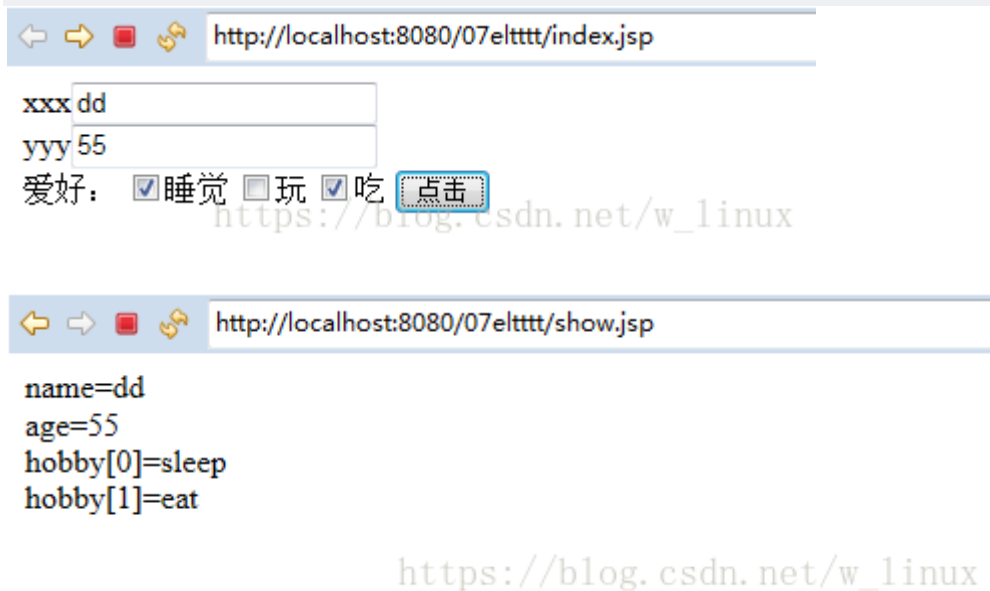 http://localhost:8080/07eltttt/index.jsp
xxx dd
yyy 55
爱好: 睡觉 玩 吃 点击
https://blog.csdn.net/w_linux
http://localhost:8080/07eltttt/show.jsp
name=dd
age=55
hobby[0]=sleep
hobby[1]=eat
https://blog.csdn.net/w_linux